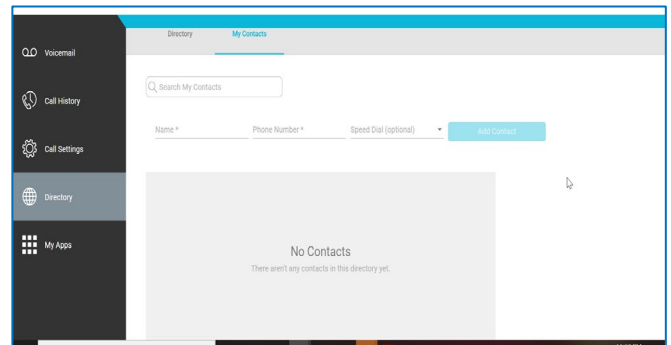 Directory My Contacts
Voicemail
Search My Contacts
Call History
Name * Phone Number * Speed Dial (optional) Add Contact
Call Settings
Directory
My Apps
No Contacts
There aren't any contacts in this directory yet.